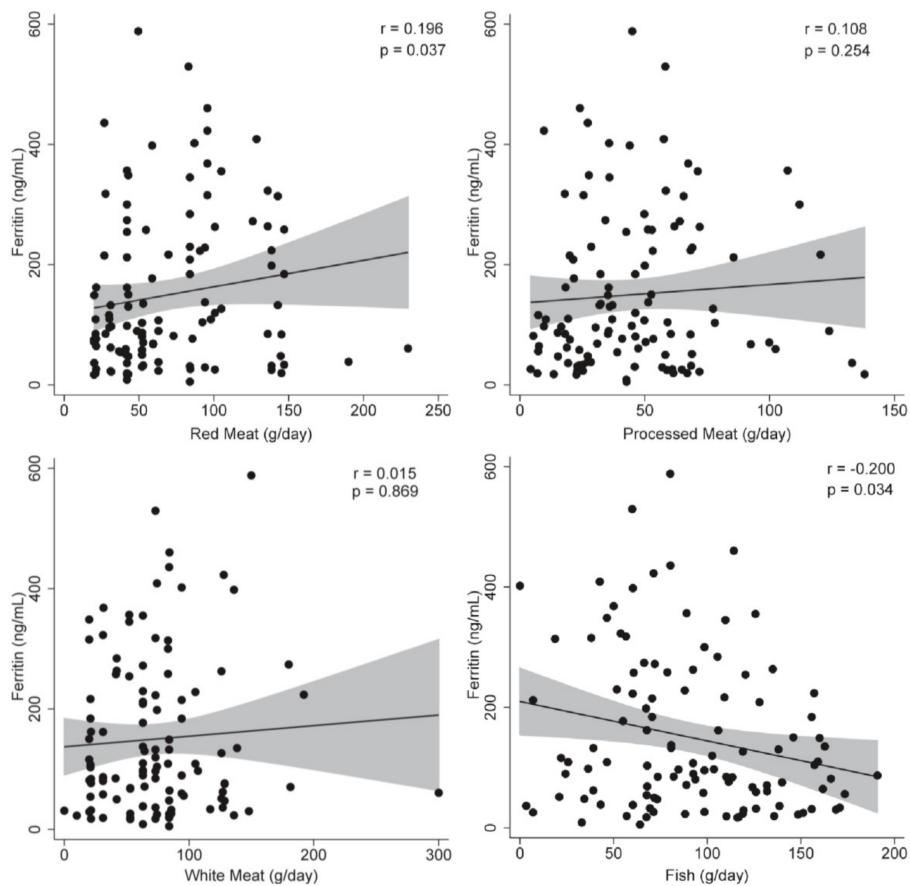 r = 0.196
p = 0.037
Ferritin (ng/mL)
600
400
200
0
0 50 100 150 200 250
Red Meat (g/day)
r = 0.108
p = 0.254
Ferritin (ng/mL)
600
400
200
0
0 50 100 150
Processed Meat (g/day)
r = 0.015
p = 0.869
Ferritin (ng/mL)
600
400
200
0
0 100 200 300
White Meat (g/day)
r = -0.200
p = 0.034
Ferritin (ng/mL)
600
400
200
0
0 50 100 150 200
Fish (g/day)